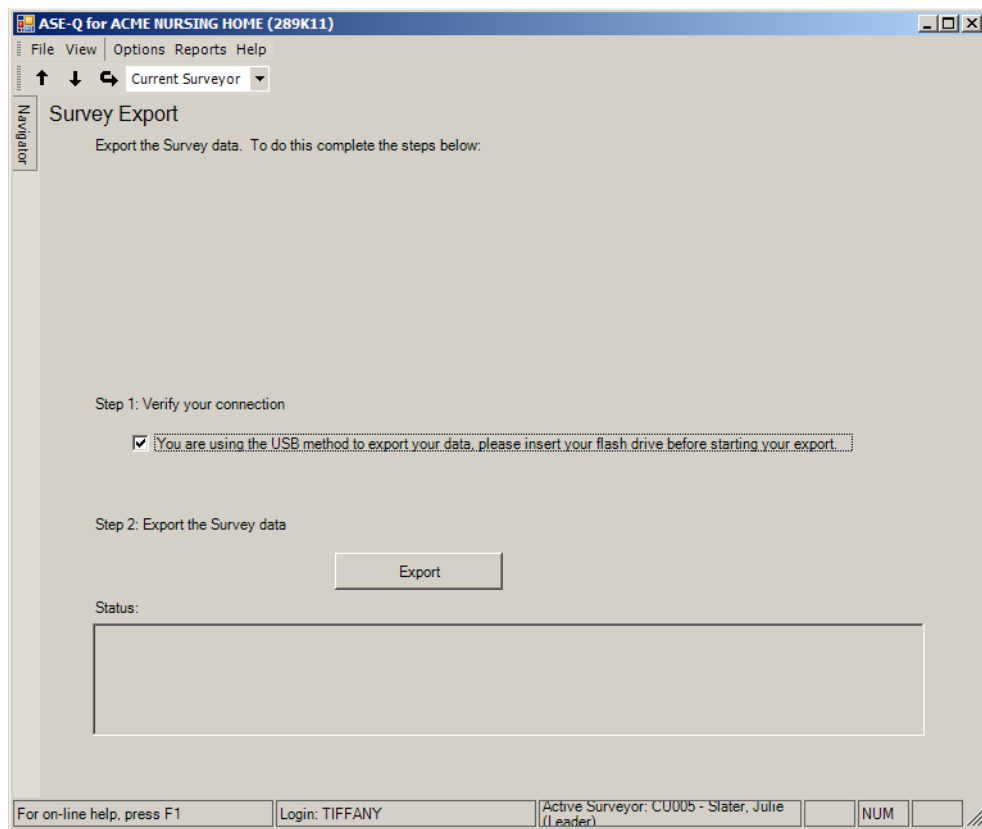 ASE-Q for ACME NURSING HOME (289K11)
File View Options Reports Help
Current Surveyor
Navigator
Survey Export
Export the Survey data. To do this complete the steps below:
Step 1: Verify your connection
You are using the USB method to export your data, please insert your flash drive before starting your export.
Step 2: Export the Survey data
Export
Status:
For on-line help, press F1
Login: TIFFANY
Active Surveyor: CU005 - Slater, Julie
(Leader)
NUM